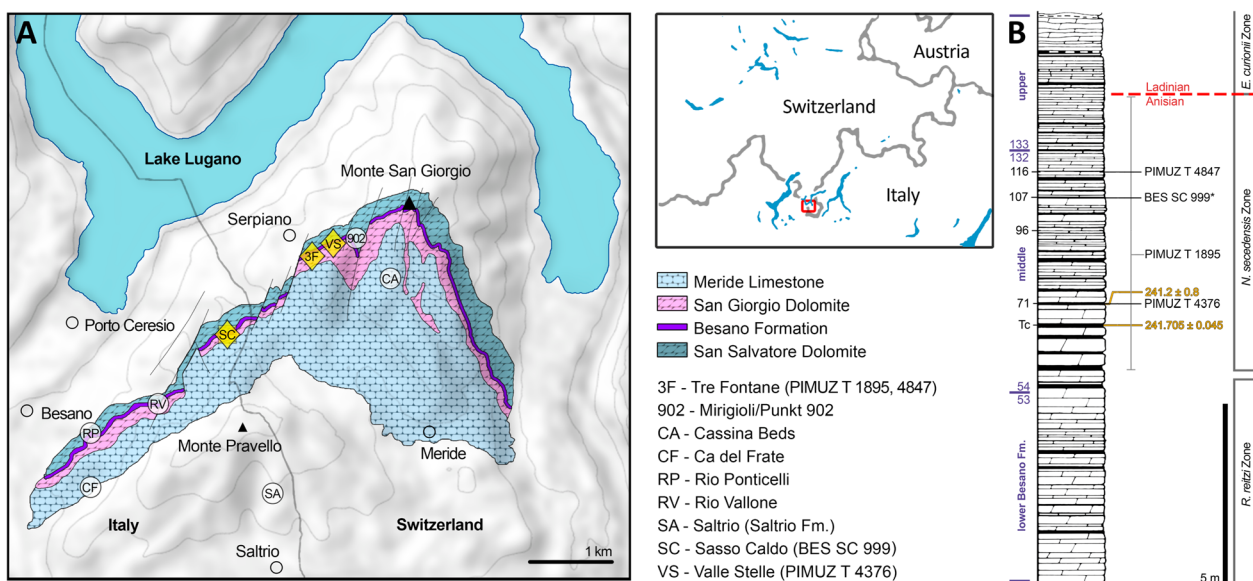 A
Lake Lugano
Monte San Giorgio
Serpiano
VS
902
3F
CA
Porto Ceresio
SC
Besano
RV
RP
Monte Pravello
Meride
CF
SA
Italy
Switzerland
Saltrio
1 km
Austria
Switzerland
Italy
Meride Limestone
San Giorgio Dolomite
Besano Formation
San Salvatore Dolomite
3F - Tre Fontane (PIMUZ T 1895, 4847)
902 - Mirigioli/Punkt 902
CA - Cassina Beds
CF - Ca del Frate
RP - Rio Ponticelli
RV - Rio Vallone
SA - Saltrio (Saltrio Fm.)
SC - Sasso Caldo (BES SC 999)
VS - Valle Stelle (PIMUZ T 4376)
B
upper
E. curionii Zone
Ladinian
Anisian
133
132
116
PIMUZ T 4847
107
BES SC 999*
96
N. secedensis Zone
middle
PIMUZ T 1895
241.2 ± 0.8
71
PIMUZ T 4376
Tc
241.705 ± 0.045
54
53
lower Besano Fm.
R. reitzi Zone
5 m